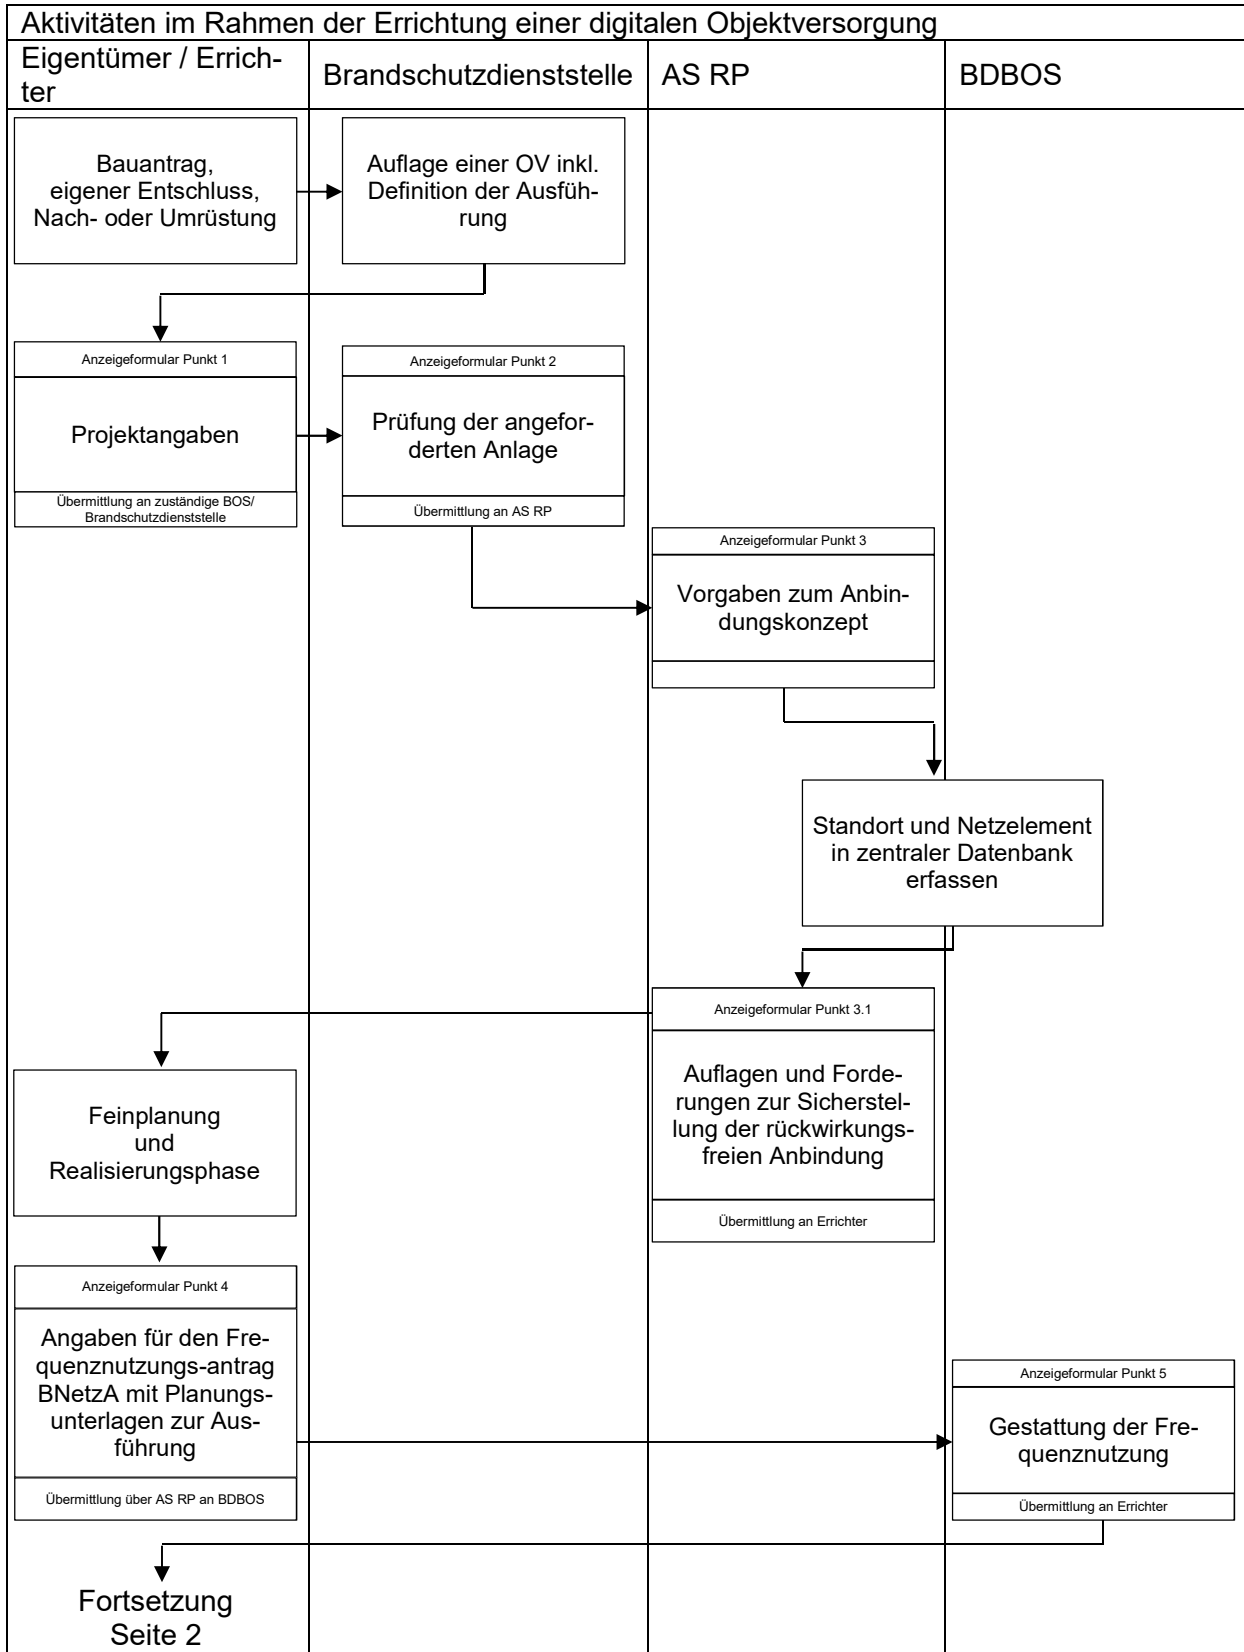 Aktivitäten im Rahmen der Errichtung einer digitalen Objektversorgung
Eigentümer / Errich-
ter
Brandschutzdienststelle
AS RP
BDBOS
Bauantrag,
eigener Entschluss,
Nach- oder Umrüstung
Auflage einer OV inkl.
Definition der Ausfüh-
rung
Anzeigeformular Punkt 1
Projektangaben
Übermittlung an zuständige BOS/
Brandschutzdienststelle
Anzeigeformular Punkt 2
Prüfung der angefor-
derten Anlage
Übermittlung an AS RP
Anzeigeformular Punkt 3
Vorgaben zum Anbin-
dungskonzept
Standort und Netzelement
in zentraler Datenbank
erfassen
Anzeigeformular Punkt 3.1
Auflagen und Forde-
rungen zur Sicherstel-
lung der rückwirkungs-
freien Anbindung
Übermittlung an Errichter
Feinplanung
und
Realisierungsphase
Anzeigeformular Punkt 4
Angaben für den Fre-
quenznutzungs-antrag
BNetzA mit Planungs-
unterlagen zur Aus-
führung
Übermittlung über AS RP an BDBOS
Anzeigeformular Punkt 5
Gestattung der Fre-
quenznutzung
Übermittlung an Errichter
Fortsetzung
Seite 2